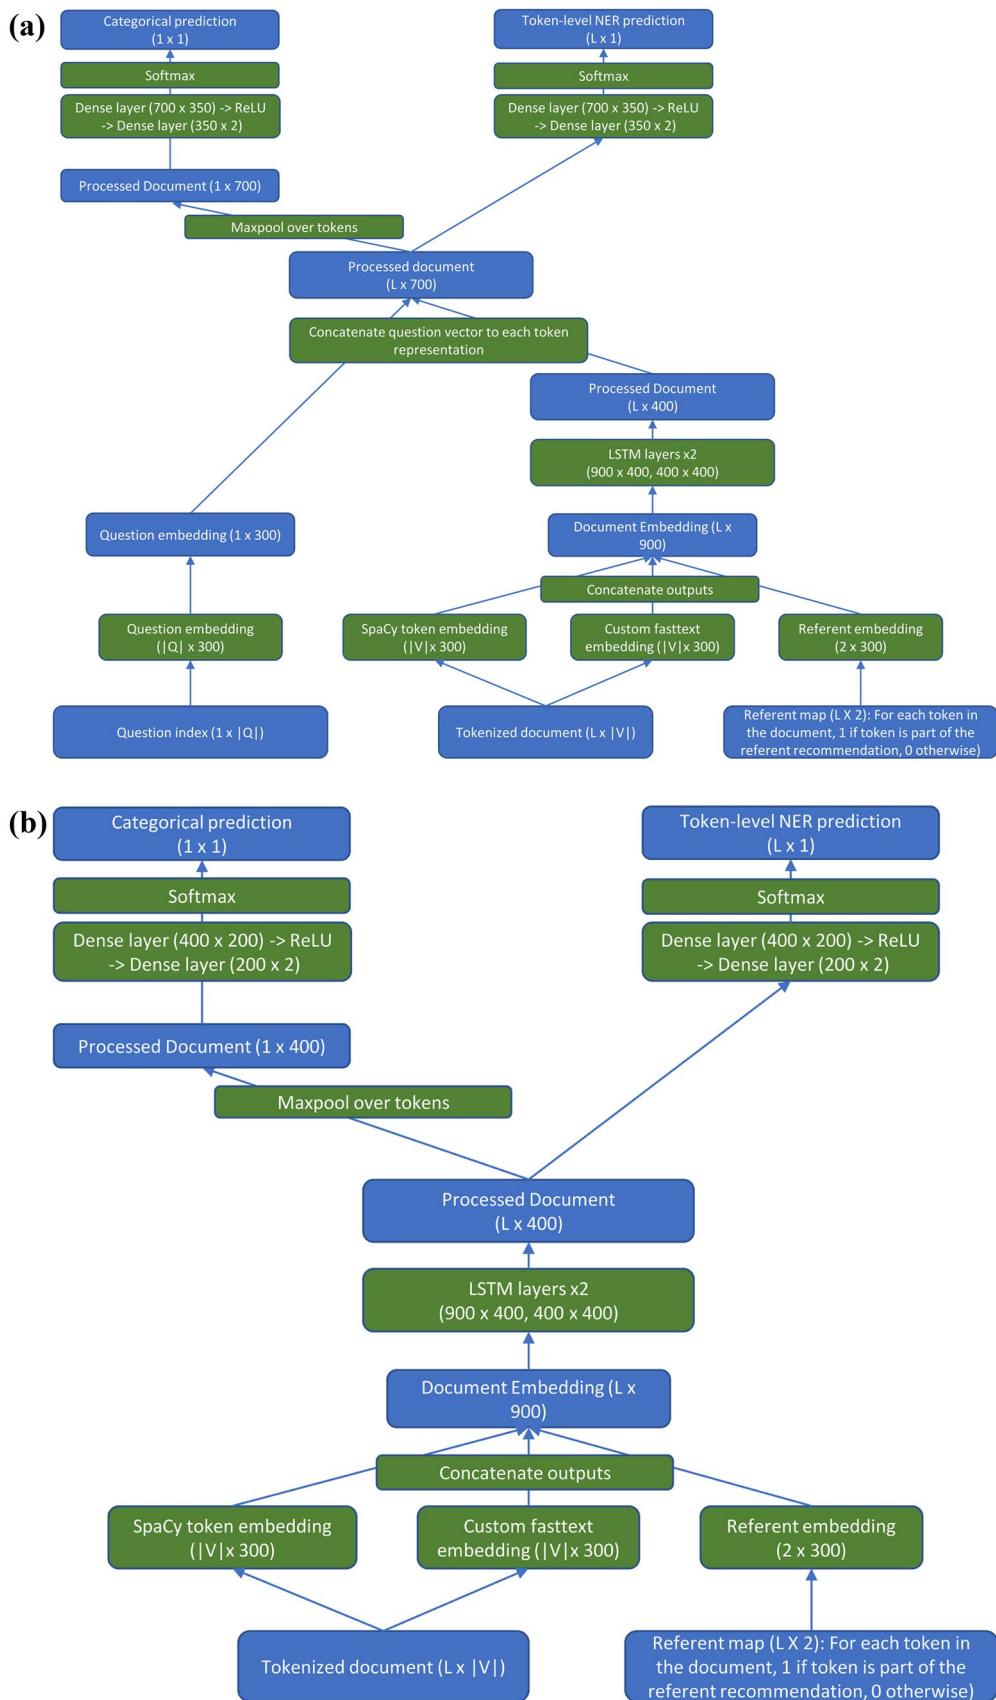 (a)
Categorical prediction
(1 x 1)
Token-level NER prediction
(L x 1)
Softmax
Softmax
Dense layer (700 x 350) -> ReLU
-> Dense layer (350 x 2)
Dense layer (700 x 350) -> ReLU
-> Dense layer (350 x 2)
Processed Document (1 x 700)
Maxpool over tokens
Processed document
(L x 700)
Concatenate question vector to each token
representation
Processed Document
(L x 400)
LSTM layers x2
(900 x 400, 400 x 400)
Question embedding (1 x 300)
Document Embedding (L x
900)
Concatenate outputs
Question embedding
(|Q| x 300)
SpaCy token embedding
(|V|x 300)
Custom fasttext
embedding (|V|x 300)
Referent embedding
(2 x 300)
Question index (1 x |Q|)
Tokenized document (L x |V|)
Referent map (L X 2): For each token in
the document, 1 if token is part of the
referent recommendation, 0 otherwise)
(b)
Categorical prediction
(1 x 1)
Token-level NER prediction
(L x 1)
Softmax
Softmax
Dense layer (400 x 200) -> ReLU
-> Dense layer (200 x 2)
Dense layer (400 x 200) -> ReLU
-> Dense layer (200 x 2)
Processed Document (1 x 400)
Maxpool over tokens
Processed Document
(L x 400)
LSTM layers x2
(900 x 400, 400 x 400)
Document Embedding (L x
900)
Concatenate outputs
SpaCy token embedding
(|V|x 300)
Custom fasttext
embedding (|V|x 300)
Referent embedding
(2 x 300)
Tokenized document (L x |V|)
Referent map (L X 2): For each token in
the document, 1 if token is part of the
referent recommendation, 0 otherwise)